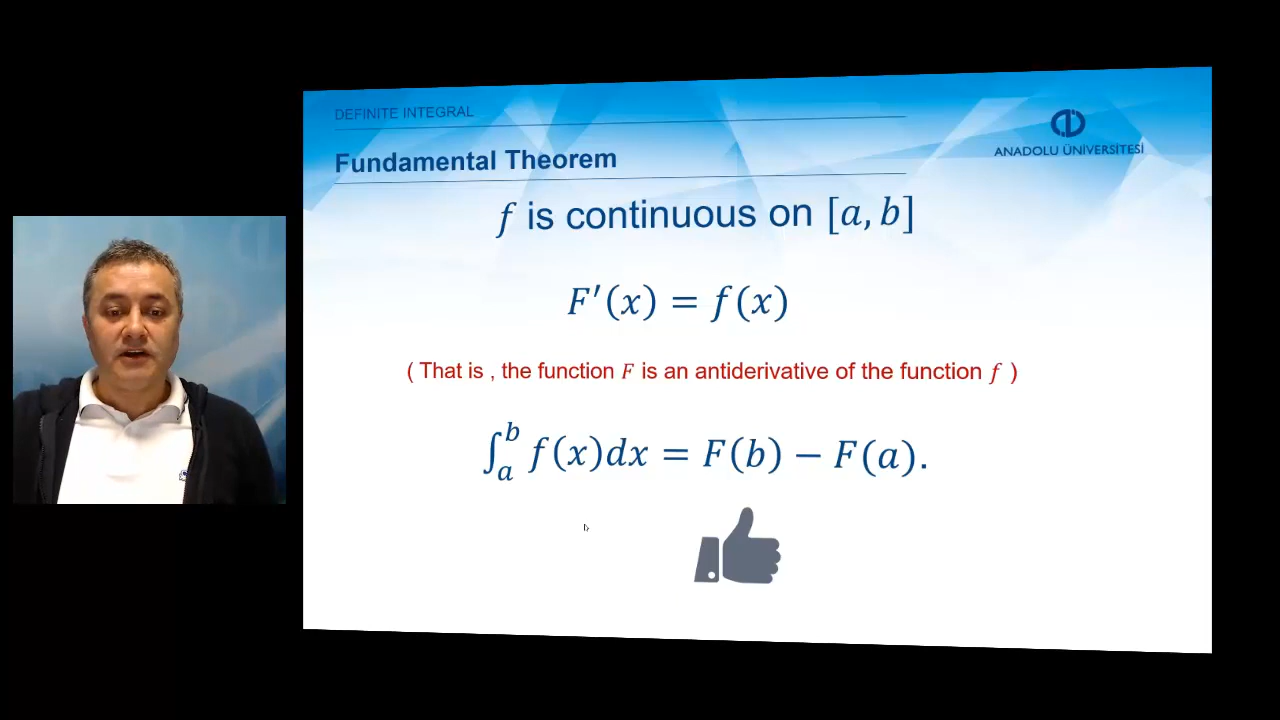 DEFINITE INTEGRAL
Fundamental Theorem
ANADOLU ÜNİVERSİTESİ
f is continuous on [a, b]
F′(x) = f(x)
( That is , the function F is an antiderivative of the function f )
∫ₐᵇ f(x)dx = F(b) − F(a).